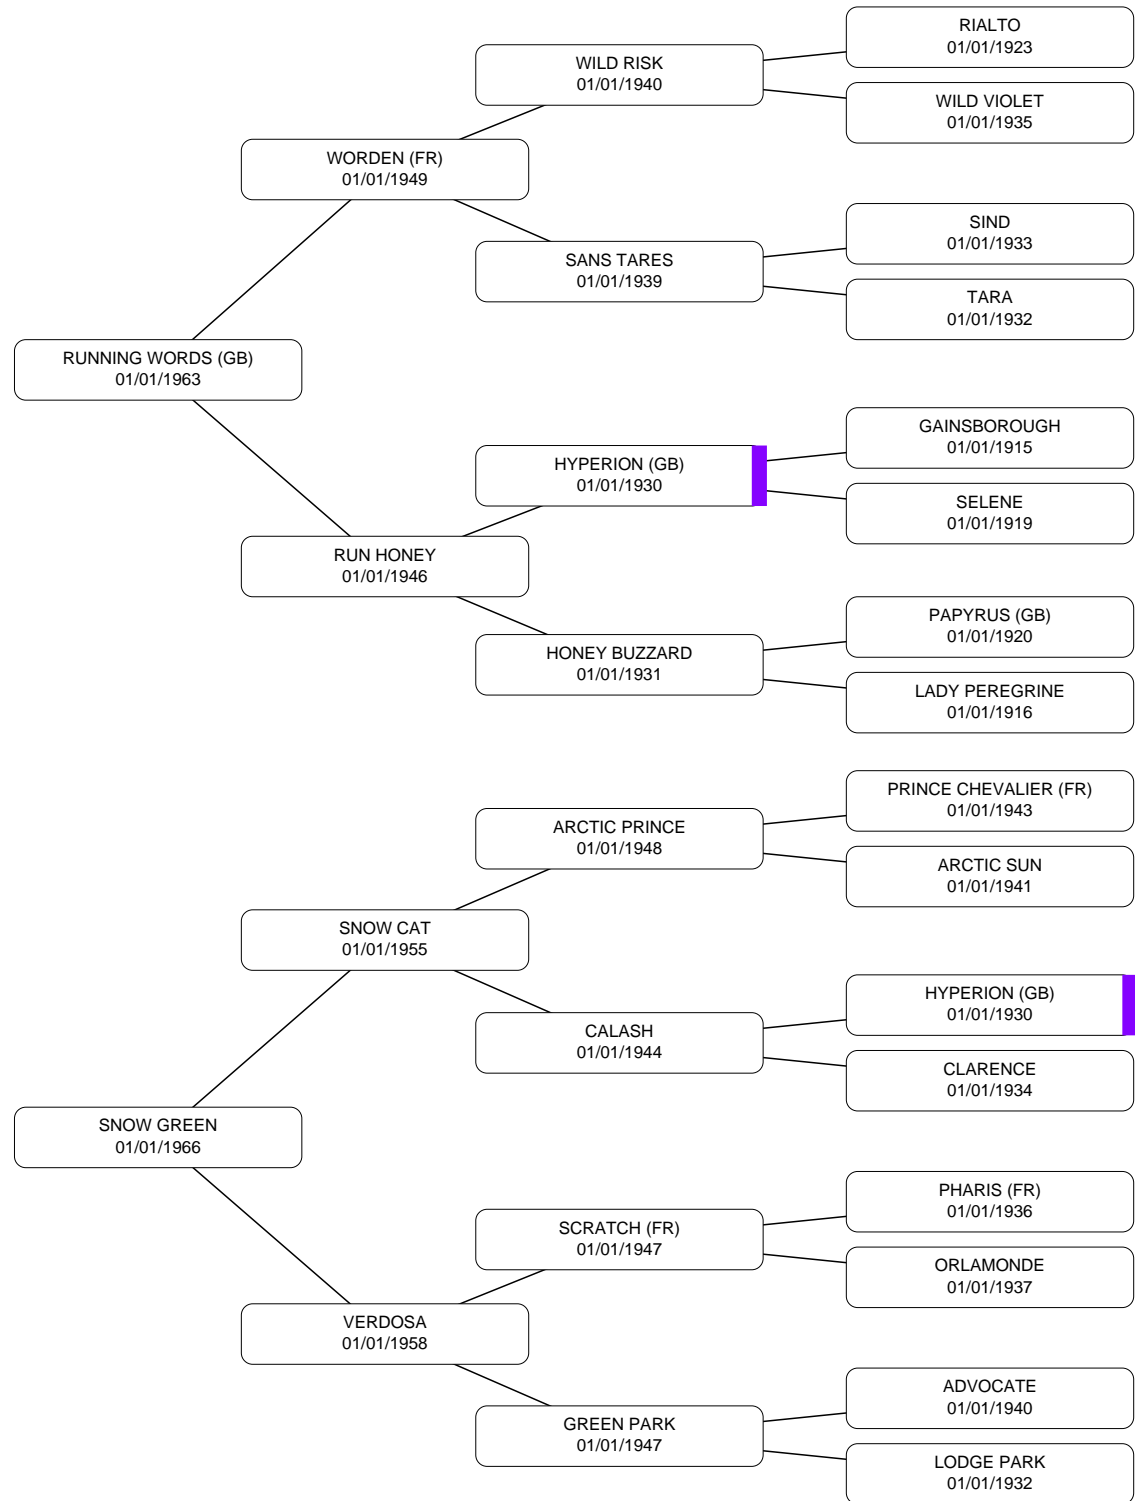 RIALTO
01/01/1923
WILD RISK
01/01/1940
WILD VIOLET
01/01/1935
WORDEN (FR)
01/01/1949
SIND
01/01/1933
SANS TARES
01/01/1939
TARA
01/01/1932
RUNNING WORDS (GB)
01/01/1963
GAINSBOROUGH
01/01/1915
HYPERION (GB)
01/01/1930
SELENE
01/01/1919
RUN HONEY
01/01/1946
PAPYRUS (GB)
01/01/1920
HONEY BUZZARD
01/01/1931
LADY PEREGRINE
01/01/1916
PRINCE CHEVALIER (FR)
01/01/1943
ARCTIC PRINCE
01/01/1948
ARCTIC SUN
01/01/1941
SNOW CAT
01/01/1955
HYPERION (GB)
01/01/1930
CALASH
01/01/1944
CLARENCE
01/01/1934
SNOW GREEN
01/01/1966
PHARIS (FR)
01/01/1936
SCRATCH (FR)
01/01/1947
ORLAMONDE
01/01/1937
VERDOSA
01/01/1958
ADVOCATE
01/01/1940
GREEN PARK
01/01/1947
LODGE PARK
01/01/1932